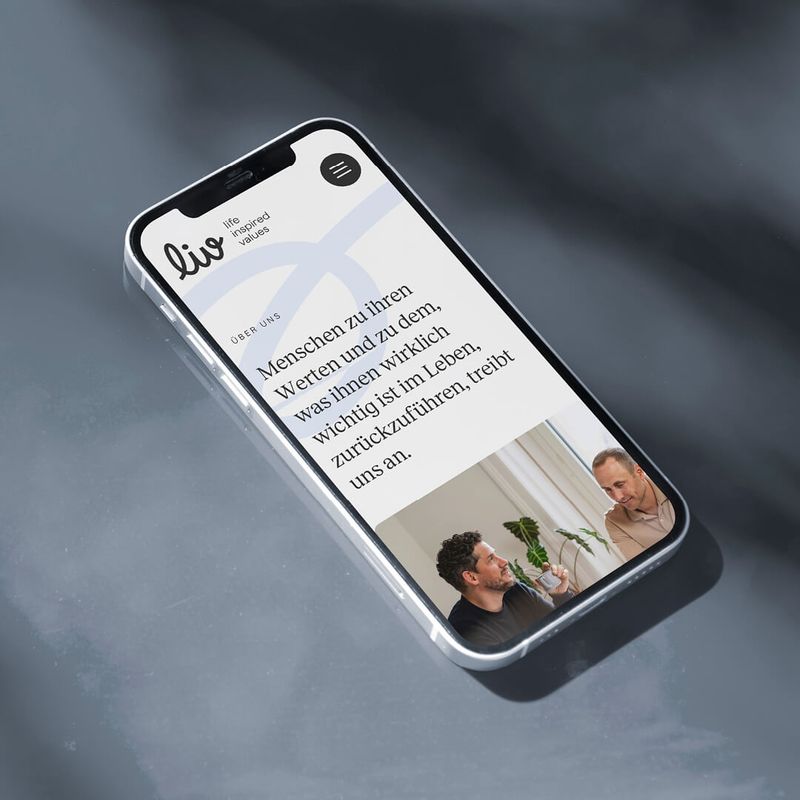 liv
life
inspired
values
ÜBER UNS
Menschen zu ihren
Werten und zu dem,
was ihnen wirklich
wichtig ist im Leben,
zurückzuführen, treibt
uns an.